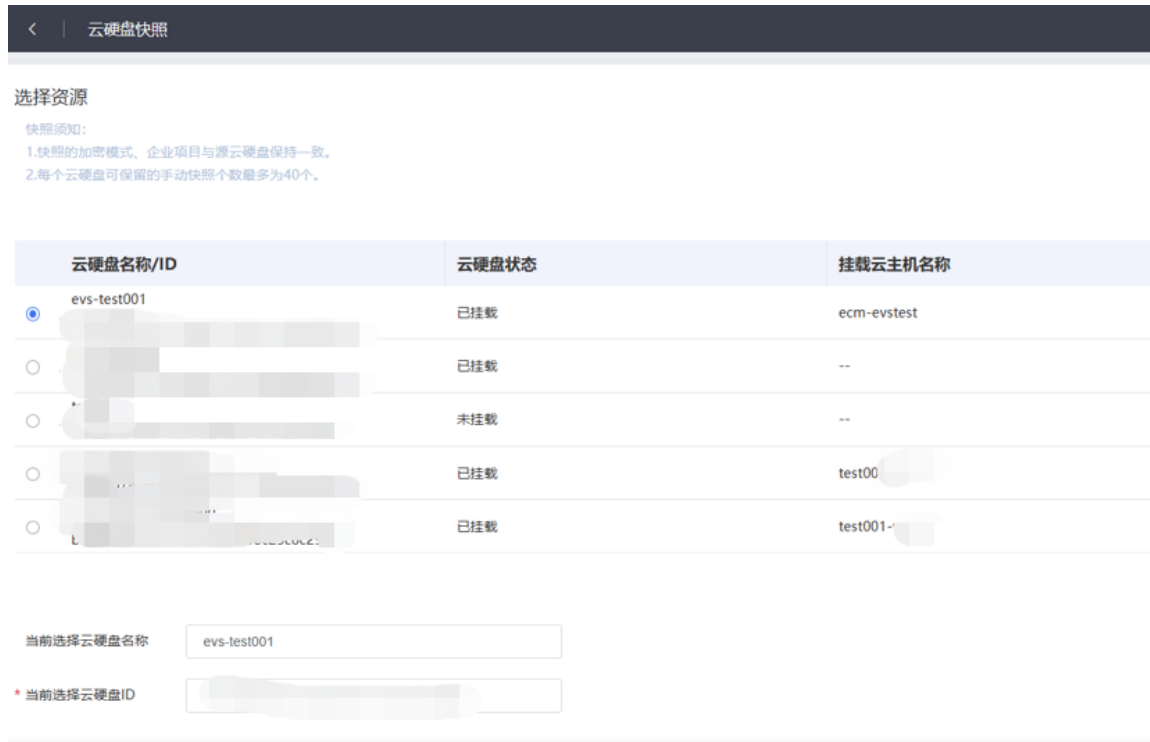 云硬盘快照
选择资源
快照须知：
1.快照的加密模式、企业项目与源云硬盘保持一致。
2.每个云硬盘可保留的手动快照个数最多为40个。
云硬盘名称/ID 云硬盘状态 挂载云主机名称
evs-test001
已挂载 ecm-evstest
已挂载 --
未挂载 --
已挂载 test00
已挂载 test001-
当前选择云硬盘名称 evs-test001
* 当前选择云硬盘ID